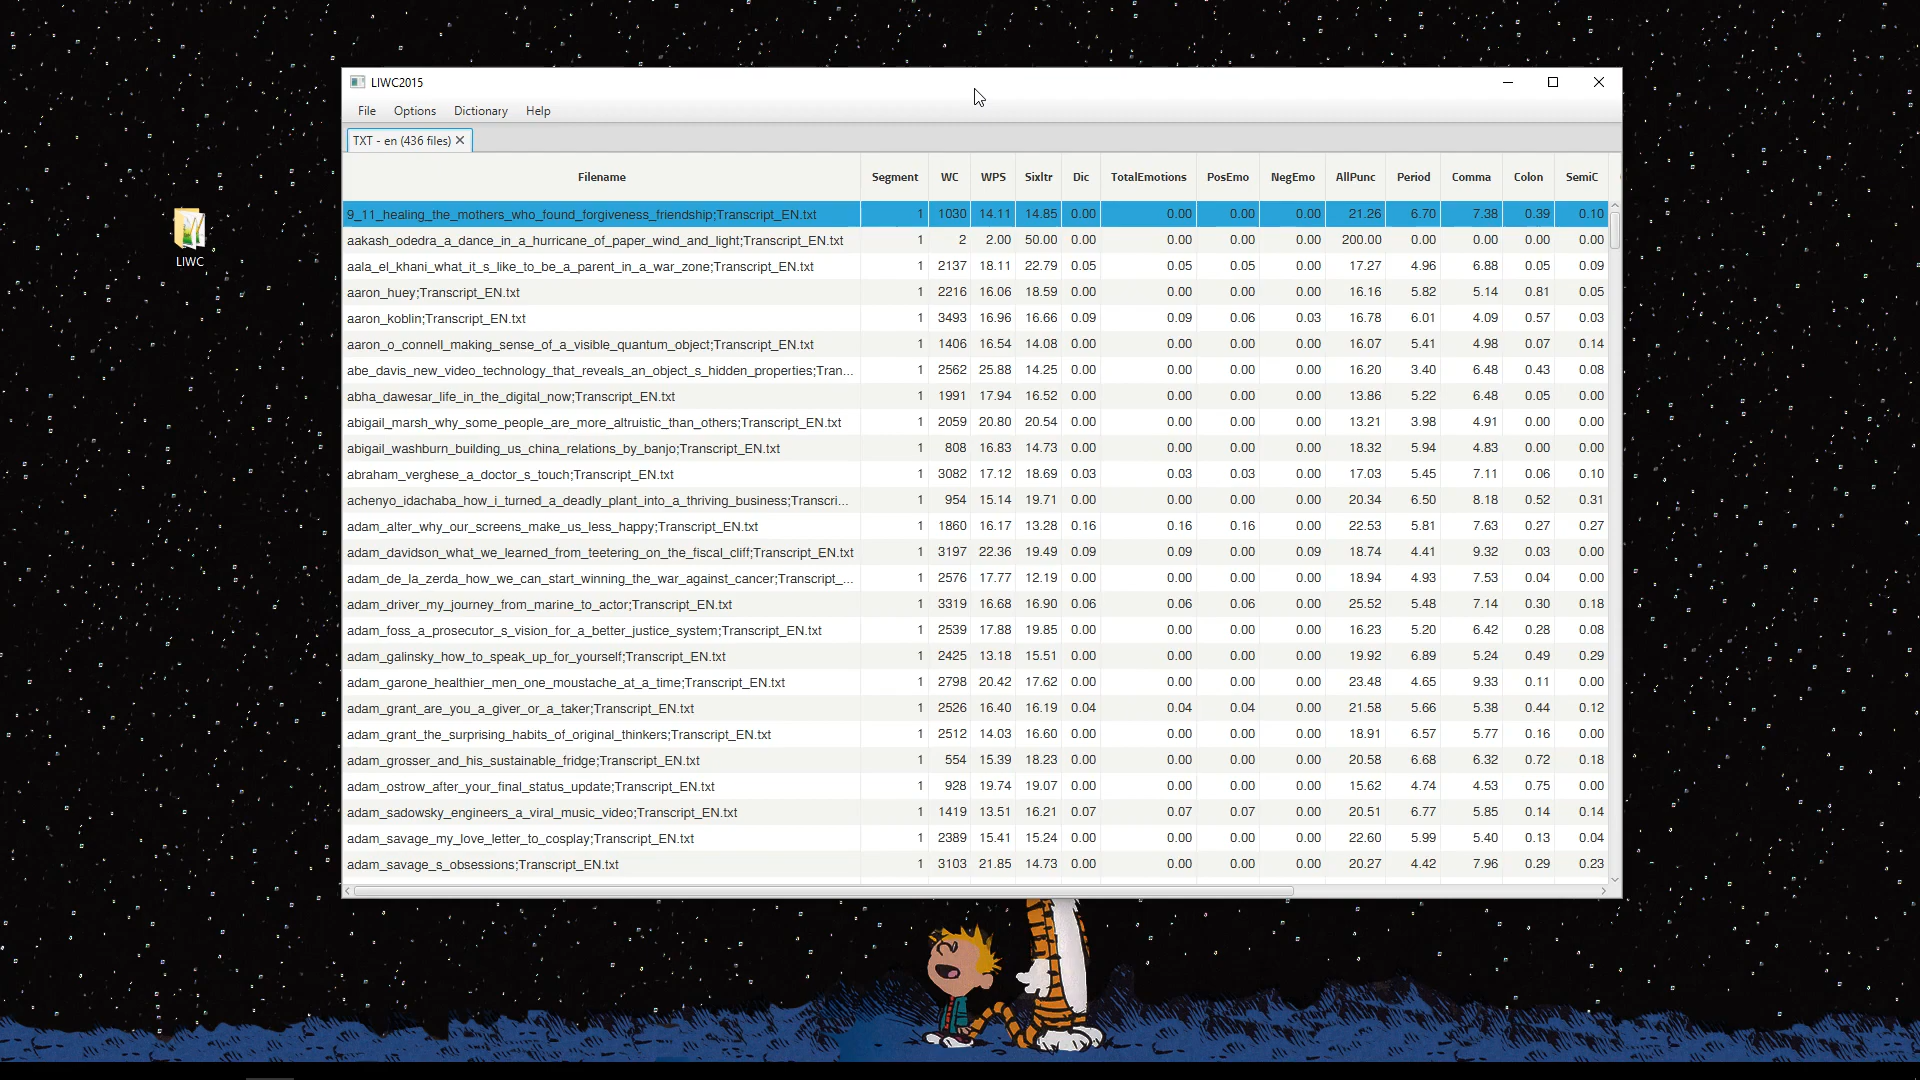 LIWC2015
File Options Dictionary Help
TXT - en (436 files)
Filename Segment WC WPS Sixltr Dic TotalEmotions PosEmo NegEmo AllPunc Period Comma Colon SemiC
9_11_healing_the_mothers_who_found_forgiveness_friendship;Transcript_EN.txt 1 1030 14.11 14.85 0.00 0.00 0.00 0.00 21.26 6.70 7.38 0.39 0.10
aakash_odedra_a_dance_in_a_hurricane_of_paper_wind_and_light;Transcript_EN.txt 1 2 2.00 50.00 0.00 0.00 0.00 0.00 200.00 0.00 0.00 0.00 0.00
aala_el_khani_what_it_s_like_to_be_a_parent_in_a_war_zone;Transcript_EN.txt 1 2137 18.11 22.79 0.05 0.05 0.05 0.00 17.27 4.96 6.88 0.05 0.09
aaron_huey;Transcript_EN.txt 1 2216 16.06 18.59 0.00 0.00 0.00 0.00 16.16 5.82 5.14 0.81 0.05
aaron_koblin;Transcript_EN.txt 1 3493 16.96 16.66 0.09 0.09 0.06 0.03 16.78 6.01 4.09 0.57 0.03
aaron_o_connell_making_sense_of_a_visible_quantum_object;Transcript_EN.txt 1 1406 16.54 14.08 0.00 0.00 0.00 0.00 16.07 5.41 4.98 0.07 0.14
abe_davis_new_video_technology_that_reveals_an_object_s_hidden_properties;Tran... 1 2562 25.88 14.25 0.00 0.00 0.00 0.00 16.20 3.40 6.48 0.43 0.08
abha_dawesar_life_in_the_digital_now;Transcript_EN.txt 1 1991 17.94 16.52 0.00 0.00 0.00 0.00 13.86 5.22 6.48 0.05 0.00
abigail_marsh_why_some_people_are_more_altruistic_than_others;Transcript_EN.txt 1 2059 20.80 20.54 0.00 0.00 0.00 0.00 13.21 3.98 4.91 0.00 0.00
abigail_washburn_building_us_china_relations_by_banjo;Transcript_EN.txt 1 808 16.83 14.73 0.00 0.00 0.00 0.00 18.32 5.94 4.83 0.00 0.00
abraham_verghese_a_doctor_s_touch;Transcript_EN.txt 1 3082 17.12 18.69 0.03 0.03 0.03 0.00 17.03 5.45 7.11 0.06 0.10
achenyo_idachaba_how_i_turned_a_deadly_plant_into_a_thriving_business;Transcri... 1 954 15.14 19.71 0.00 0.00 0.00 0.00 20.34 6.50 8.18 0.52 0.31
adam_alter_why_our_screens_make_us_less_happy;Transcript_EN.txt 1 1860 16.17 13.28 0.16 0.16 0.16 0.00 22.53 5.81 7.63 0.27 0.27
adam_davidson_what_we_learned_from_teetering_on_the_fiscal_cliff;Transcript_EN.txt 1 3197 22.36 19.49 0.09 0.09 0.00 0.09 18.74 4.41 9.32 0.03 0.00
adam_de_la_zerda_how_we_can_start_winning_the_war_against_cancer;Transcript_... 1 2576 17.77 12.19 0.00 0.00 0.00 0.00 18.94 4.93 7.53 0.04 0.00
adam_driver_my_journey_from_marine_to_actor;Transcript_EN.txt 1 3319 16.68 16.90 0.06 0.06 0.06 0.00 25.52 5.48 7.14 0.30 0.18
adam_foss_a_prosecutor_s_vision_for_a_better_justice_system;Transcript_EN.txt 1 2539 17.88 19.85 0.00 0.00 0.00 0.00 16.23 5.20 6.42 0.28 0.08
adam_galinsky_how_to_speak_up_for_yourself;Transcript_EN.txt 1 2425 13.18 15.51 0.00 0.00 0.00 0.00 19.92 6.89 5.24 0.49 0.29
adam_garone_healthier_men_one_moustache_at_a_time;Transcript_EN.txt 1 2798 20.42 17.62 0.00 0.00 0.00 0.00 23.48 4.65 9.33 0.11 0.00
adam_grant_are_you_a_giver_or_a_taker;Transcript_EN.txt 1 2526 16.40 16.19 0.04 0.04 0.04 0.00 21.58 5.66 5.38 0.44 0.12
adam_grant_the_surprising_habits_of_original_thinkers;Transcript_EN.txt 1 2512 14.03 16.60 0.00 0.00 0.00 0.00 18.91 6.57 5.77 0.16 0.00
adam_grosser_and_his_sustainable_fridge;Transcript_EN.txt 1 554 15.39 18.23 0.00 0.00 0.00 0.00 20.58 6.68 6.32 0.72 0.18
adam_ostrow_after_your_final_status_update;Transcript_EN.txt 1 928 19.74 19.07 0.00 0.00 0.00 0.00 15.62 4.74 4.53 0.75 0.00
adam_sadowsky_engineers_a_viral_music_video;Transcript_EN.txt 1 1419 13.51 16.21 0.07 0.07 0.07 0.00 20.51 6.77 5.85 0.14 0.14
adam_savage_my_love_letter_to_cosplay;Transcript_EN.txt 1 2389 15.41 15.24 0.00 0.00 0.00 0.00 22.60 5.99 5.40 0.13 0.04
adam_savage_s_obsessions;Transcript_EN.txt 1 3103 21.85 14.73 0.00 0.00 0.00 0.00 20.27 4.42 7.96 0.29 0.23
LIWC